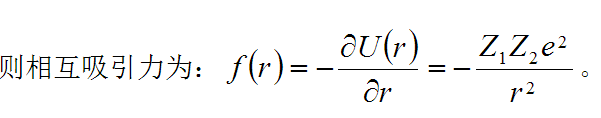 则相互吸引力为： f(r) = −∂U(r)/∂r = −Z₁Z₂e²/r² 。